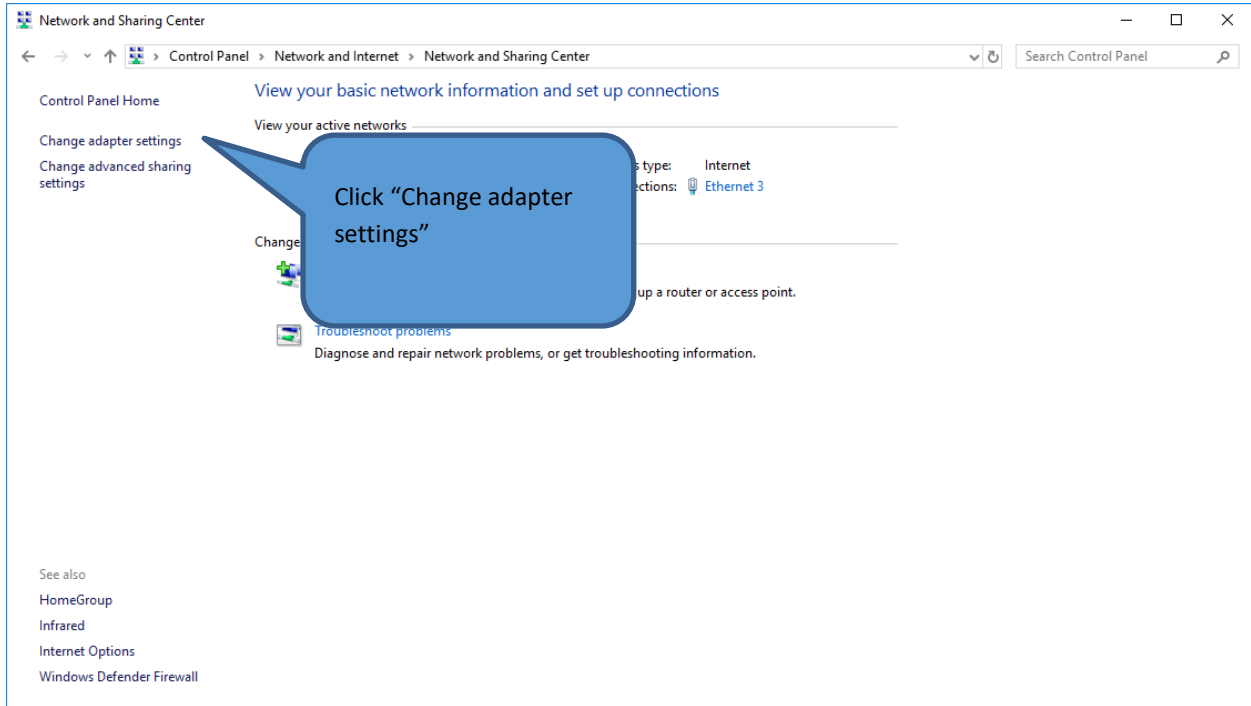 Network and Sharing Center
Control Panel > Network and Internet > Network and Sharing Center
Search Control Panel
Control Panel Home
Change adapter settings
Change advanced sharing
settings
View your basic network information and set up connections
View your active networks
type: Internet
Ethernet 3
Click “Change adapter
settings”
Change
up a router or access point.
Troubleshoot problems
Diagnose and repair network problems, or get troubleshooting information.
See also
HomeGroup
Infrared
Internet Options
Windows Defender Firewall